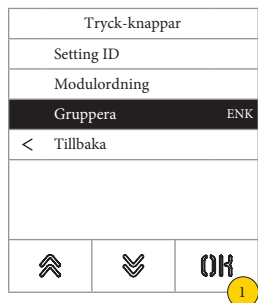 Tryck-knappar
Setting ID
Modulordning
Gruppera ENK
< Tillbaka
OK
1